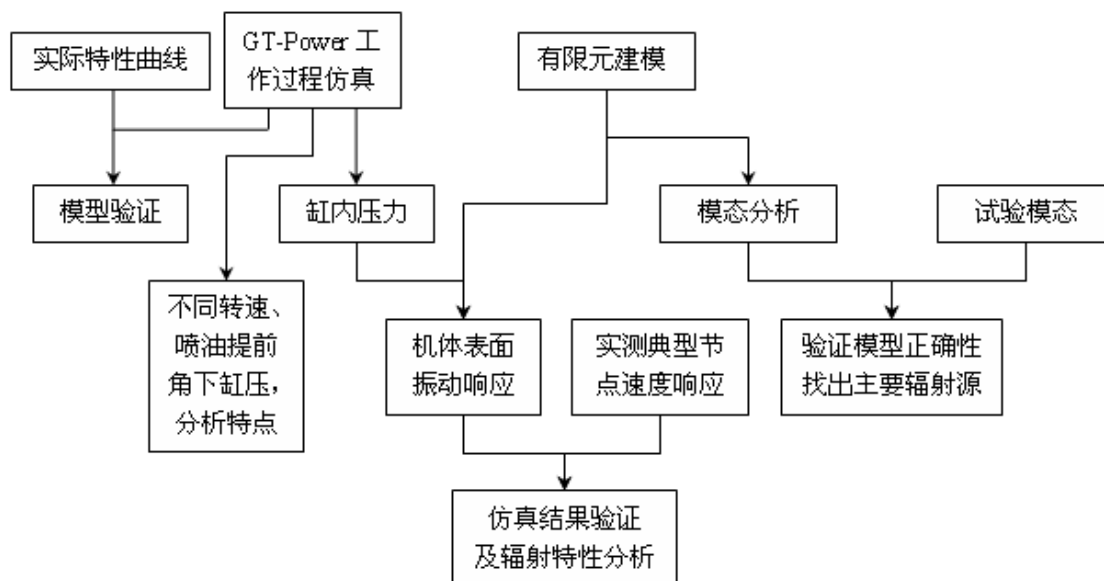 实际特性曲线
GT-Power 工
作过程仿真
有限元建模
模型验证
缸内压力
模态分析
试验模态
不同转速、
喷油提前
角下缸压，
分析特点
机体表面
振动响应
实测典型节
点速度响应
验证模型正确性
找出主要辐射源
仿真结果验证
及辐射特性分析